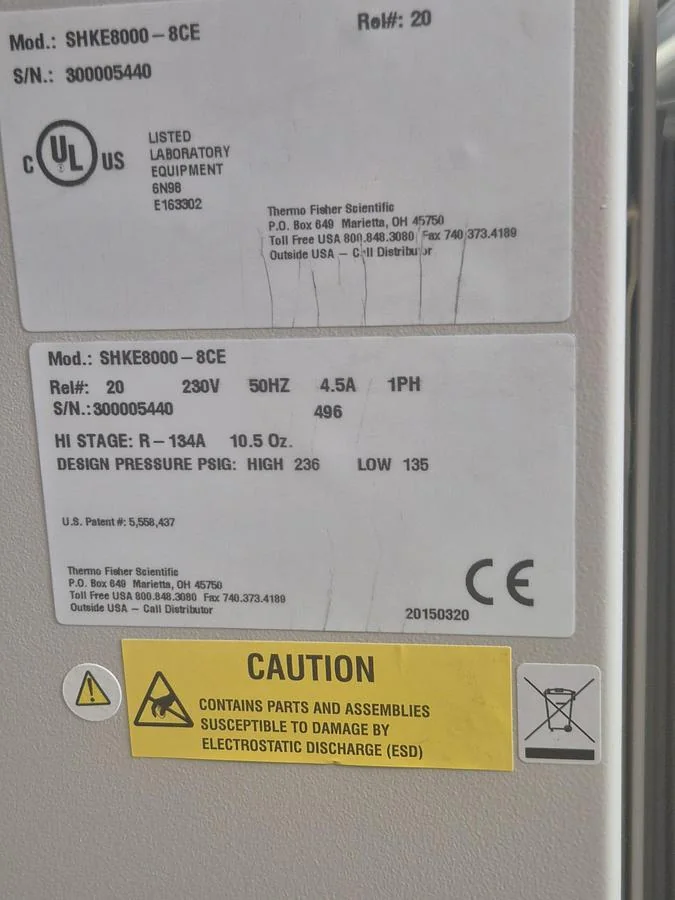 Mod.: SHKE8000-8CE Rel#: 20
S/N.: 300005440
C UL US
LISTED
LABORATORY
EQUIPMENT
6N98
E163302
Thermo Fisher Scientific
P.O. Box 649 Marietta, OH 45750
Toll Free USA 800.848.3080 Fax 740.373.4189
Outside USA – Call Distributor
Mod.: SHKE8000-8CE
Rel#: 20 230V 50HZ 4.5A 1PH
S/N.:300005440 496
HI STAGE: R-134A 10.5 Oz.
DESIGN PRESSURE PSIG: HIGH 236 LOW 135
U.S. Patent #: 5,558,437
Thermo Fisher Scientific
P.O. Box 649 Marietta, OH 45750
Toll Free USA 800.848.3080 Fax 740.373.4189
Outside USA – Call Distributor
CE
20150320
CAUTION
CONTAINS PARTS AND ASSEMBLIES
SUSCEPTIBLE TO DAMAGE BY
ELECTROSTATIC DISCHARGE (ESD)